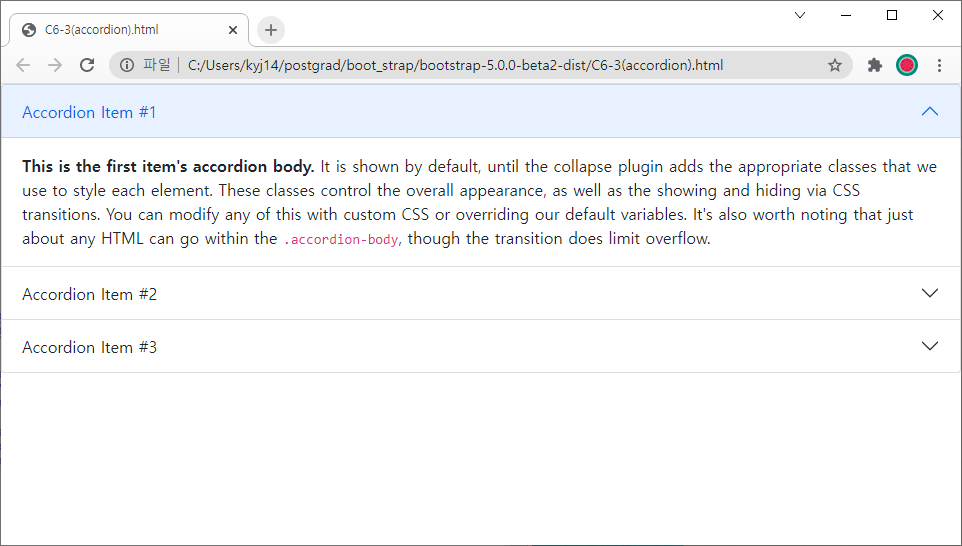 C6-3(accordion).html
파일 C:/Users/kyj14/postgrad/boot_strap/bootstrap-5.0.0-beta2-dist/C6-3(accordion).html
Accordion Item #1
This is the first item's accordion body. It is shown by default, until the collapse plugin adds the appropriate classes that we
use to style each element. These classes control the overall appearance, as well as the showing and hiding via CSS
transitions. You can modify any of this with custom CSS or overriding our default variables. It's also worth noting that just
about any HTML can go within the .accordion-body, though the transition does limit overflow.
Accordion Item #2
Accordion Item #3